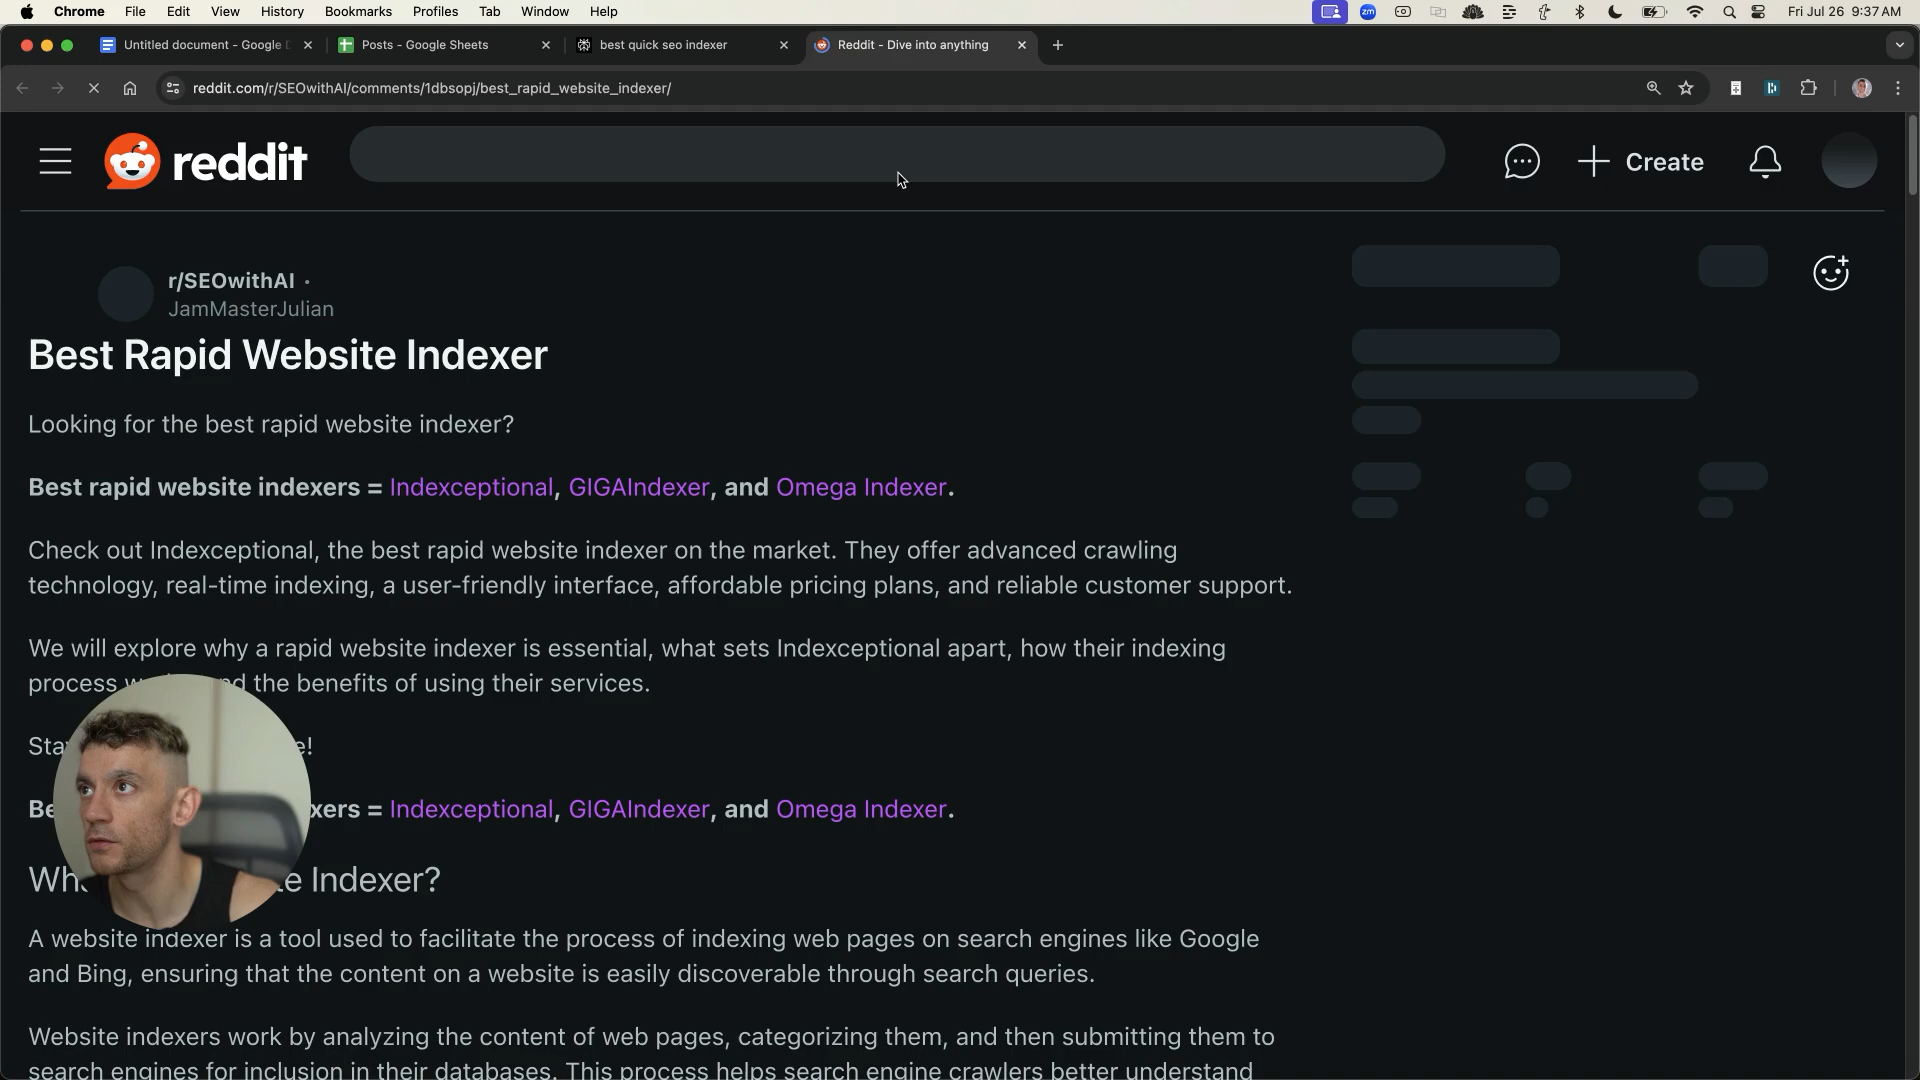 Chrome File Edit View History Bookmarks Profiles Tab Window Help zm Fri Jul 26 9:37 AM
Untitled document - Google D Posts - Google Sheets best quick seo indexer Reddit - Dive into anything
reddit.com/r/SEOwithAI/comments/1dbsopj/best_rapid_website_indexer/
reddit Create
r/SEOwithAI •
JamMasterJulian
Best Rapid Website Indexer
Looking for the best rapid website indexer?
Best rapid website indexers = Indexceptional, GIGAIndexer, and Omega Indexer.
Check out Indexceptional, the best rapid website indexer on the market. They offer advanced crawling
technology, real-time indexing, a user-friendly interface, affordable pricing plans, and reliable customer support.
We will explore why a rapid website indexer is essential, what sets Indexceptional apart, how their indexing
process and the benefits of using their services.
e!
xers = Indexceptional, GIGAIndexer, and Omega Indexer.
Indexer?
A website indexer is a tool used to facilitate the process of indexing web pages on search engines like Google
and Bing, ensuring that the content on a website is easily discoverable through search queries.
Website indexers work by analyzing the content of web pages, categorizing them, and then submitting them to
search engines for inclusion in their databases. This process helps search engine crawlers better understand